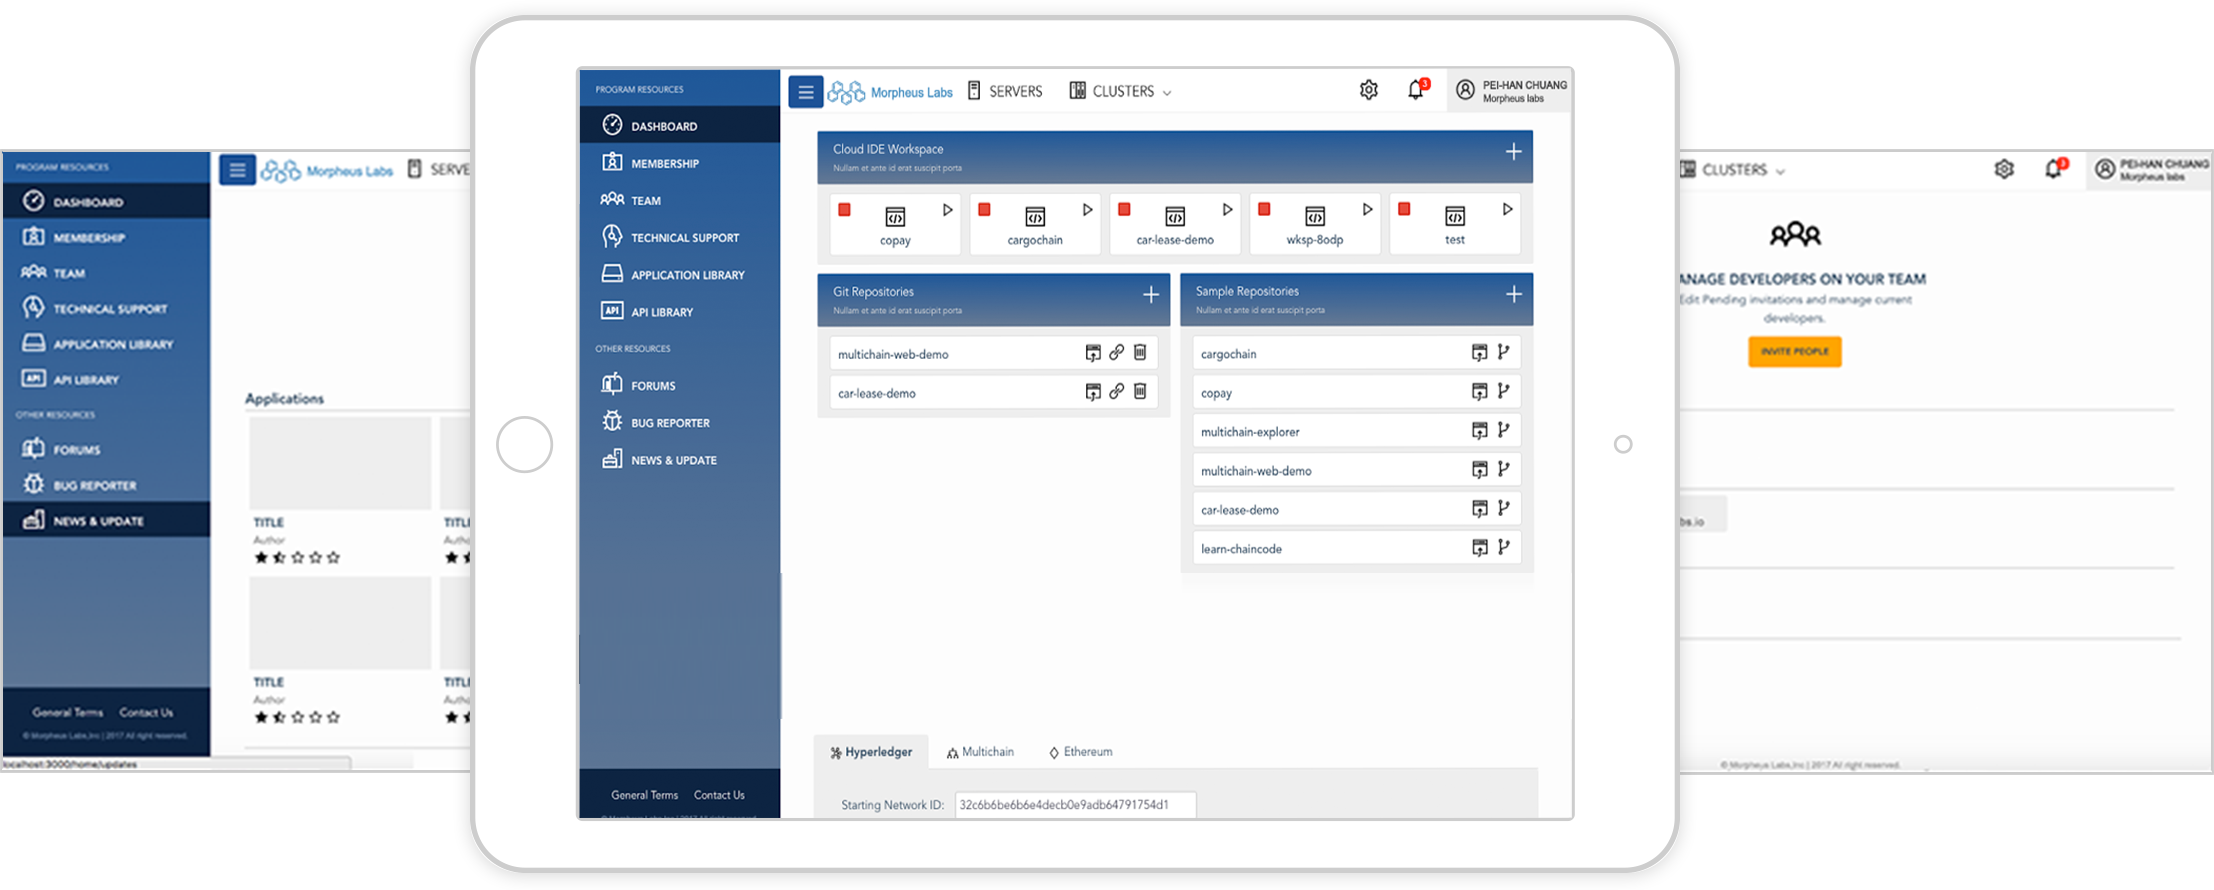 PROGRAM RESOURCES
DASHBOARD
MEMBERSHIP
TEAM
TECHNICAL SUPPORT
APPLICATION LIBRARY
API LIBRARY
OTHER RESOURCES
FORUMS
BUG REPORTER
NEWS & UPDATE
General Terms Contact Us
© Morpheus Labs,Inc | 2017 All right reserved.
localhost:3000/home/updates
Morpheus Labs SERVE
Applications
TITLE TITL
Author Autho
TITLE TITL
Author Autho
PROGRAM RESOURCES
DASHBOARD
MEMBERSHIP
TEAM
TECHNICAL SUPPORT
APPLICATION LIBRARY
API
API LIBRARY
OTHER RESOURCES
FORUMS
BUG REPORTER
NEWS & UPDATE
General Terms Contact Us
Morpheus Labs SERVERS CLUSTERS 3 PEI-HAN CHUANG
Morpheus labs
Cloud IDE Workspace
Nullam et ante id erat suscipit porta
copay cargochain car-lease-demo wksp-8odp test
Git Repositories
Nullam et ante id erat suscipit porta
multichain-web-demo
car-lease-demo
Sample Repositories
Nullam et ante id erat suscipit porta
cargochain
copay
multichain-explorer
multichain-web-demo
car-lease-demo
learn-chaincode
Hyperledger Multichain Ethereum
Starting Network ID: 32c6b6be6b6e4decb0e9adb64791754d1
CLUSTERS PEI-HAN CHUANG
Morpheus labs
ANAGE DEVELOPERS ON YOUR TEAM
Edit Pending invitations and manage current
developers.
INVITE PEOPLE
bs.io
© Morpheus Labs,Inc | 2017 All right reserved.